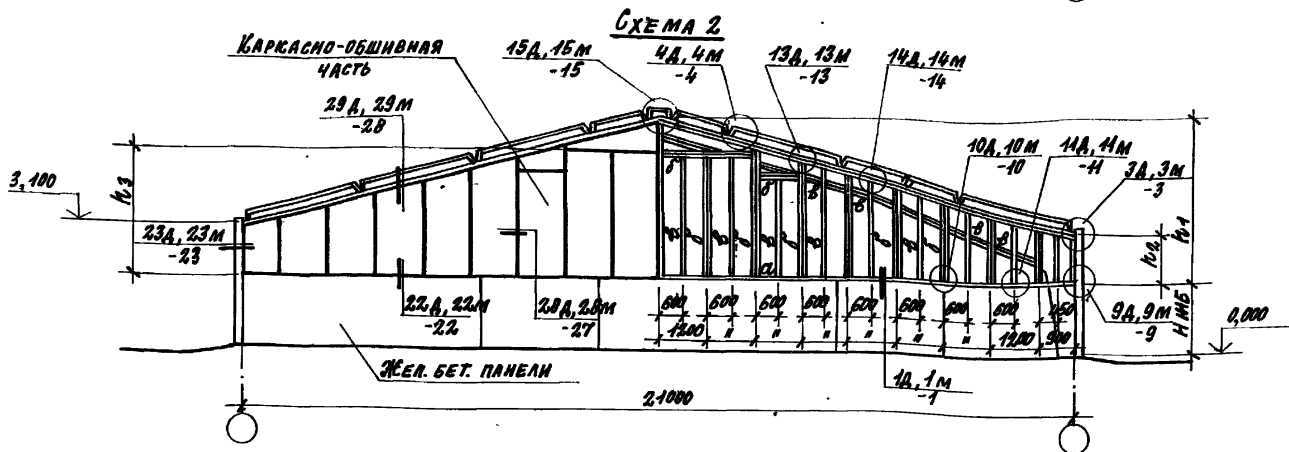 Схема 2
Каркасно-обшивная
часть
15д, 15м
-15
4д, 4м
-4
13д, 13м
-13
14д, 14м
-14
29д, 29м
-28
10д, 10м
-10
11д, 11м
-11
3д, 3м
-3
3,100
h3
23д, 23м
-23
б
б
в
в
в
в
а
h2
h1
22д, 22м
-22
28д, 28м
-27
600
600
600
600
600
600
600
600
450
1200
"
"
"
"
"
"
1200
900
9д, 9м
-9
Н ЖБ
0,000
Жел. бет. панели
1д, 1м
-1
21000